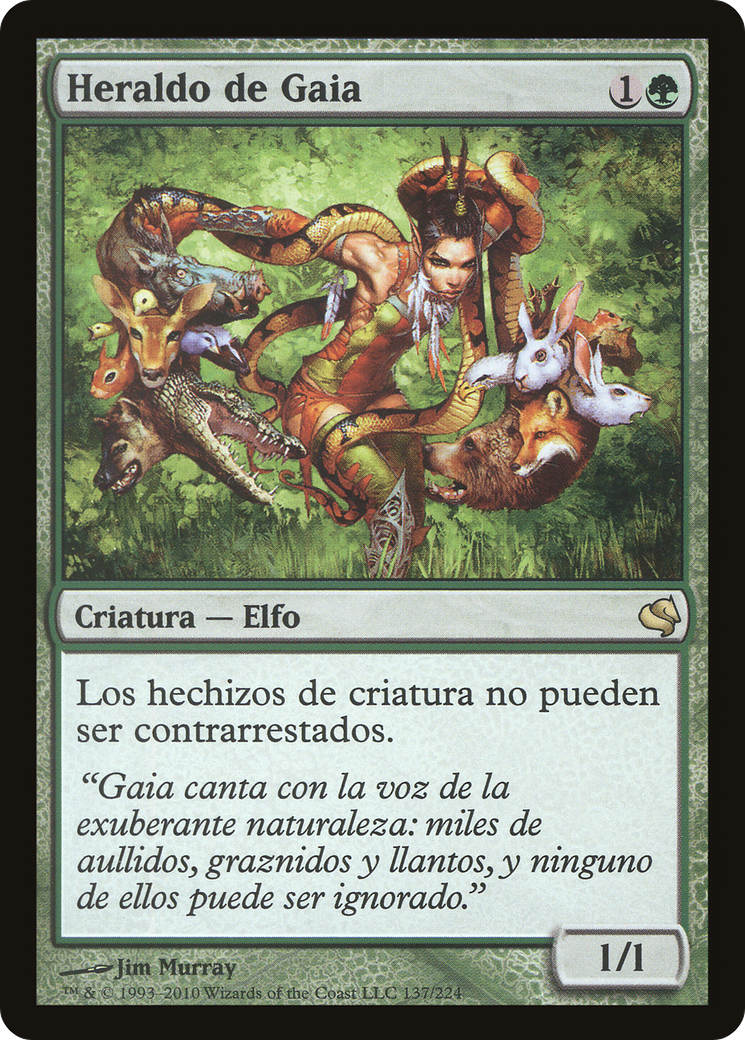 Heraldo de Gaia 1
Criatura — Elfo
Los hechizos de criatura no pueden
ser contrarrestados.
“Gaia canta con la voz de la
exuberante naturaleza: miles de
aullidos, graznidos y llantos, y ninguno
de ellos puede ser ignorado.”
1/1
Jim Murray
™ & © 1993–2010 Wizards of the Coast LLC 137/224